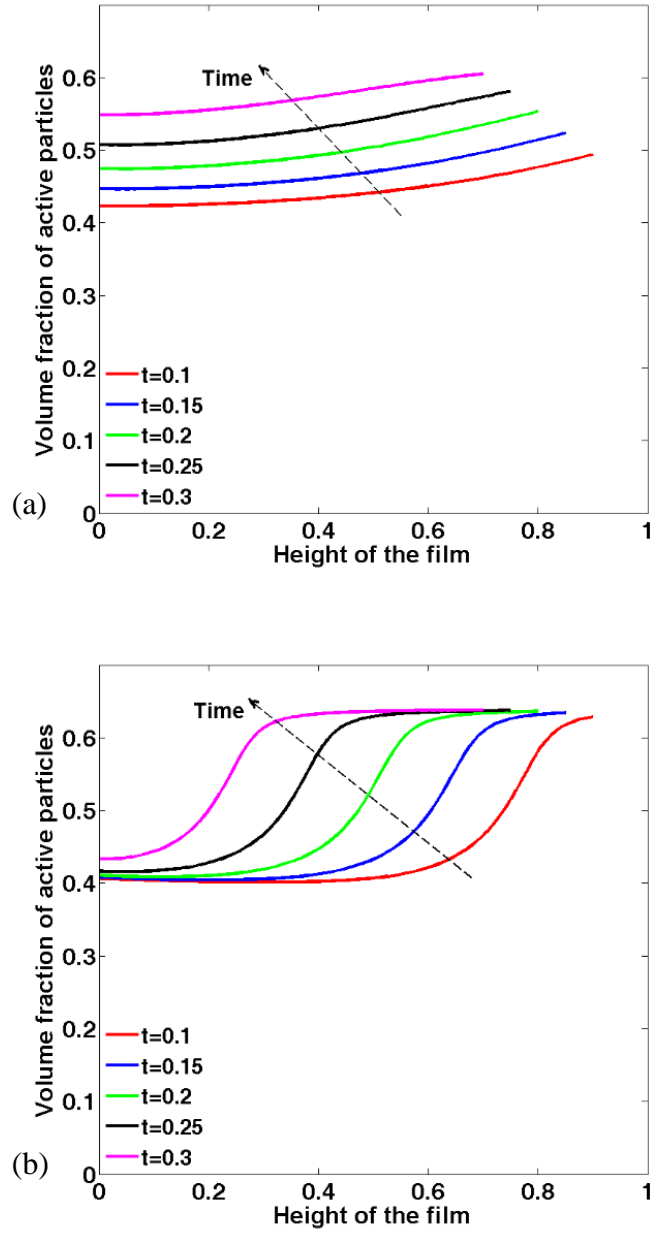 Time
0.6
0.5
0.4
0.3
0.2
0.1
0
Volume fraction of active particles
t=0.1
t=0.15
t=0.2
t=0.25
t=0.3
(a)
0 0.2 0.4 0.6 0.8 1
Height of the film
Time
0.6
0.5
0.4
0.3
0.2
0.1
0
Volume fraction of active particles
t=0.1
t=0.15
t=0.2
t=0.25
t=0.3
(b)
0 0.2 0.4 0.6 0.8 1
Height of the film